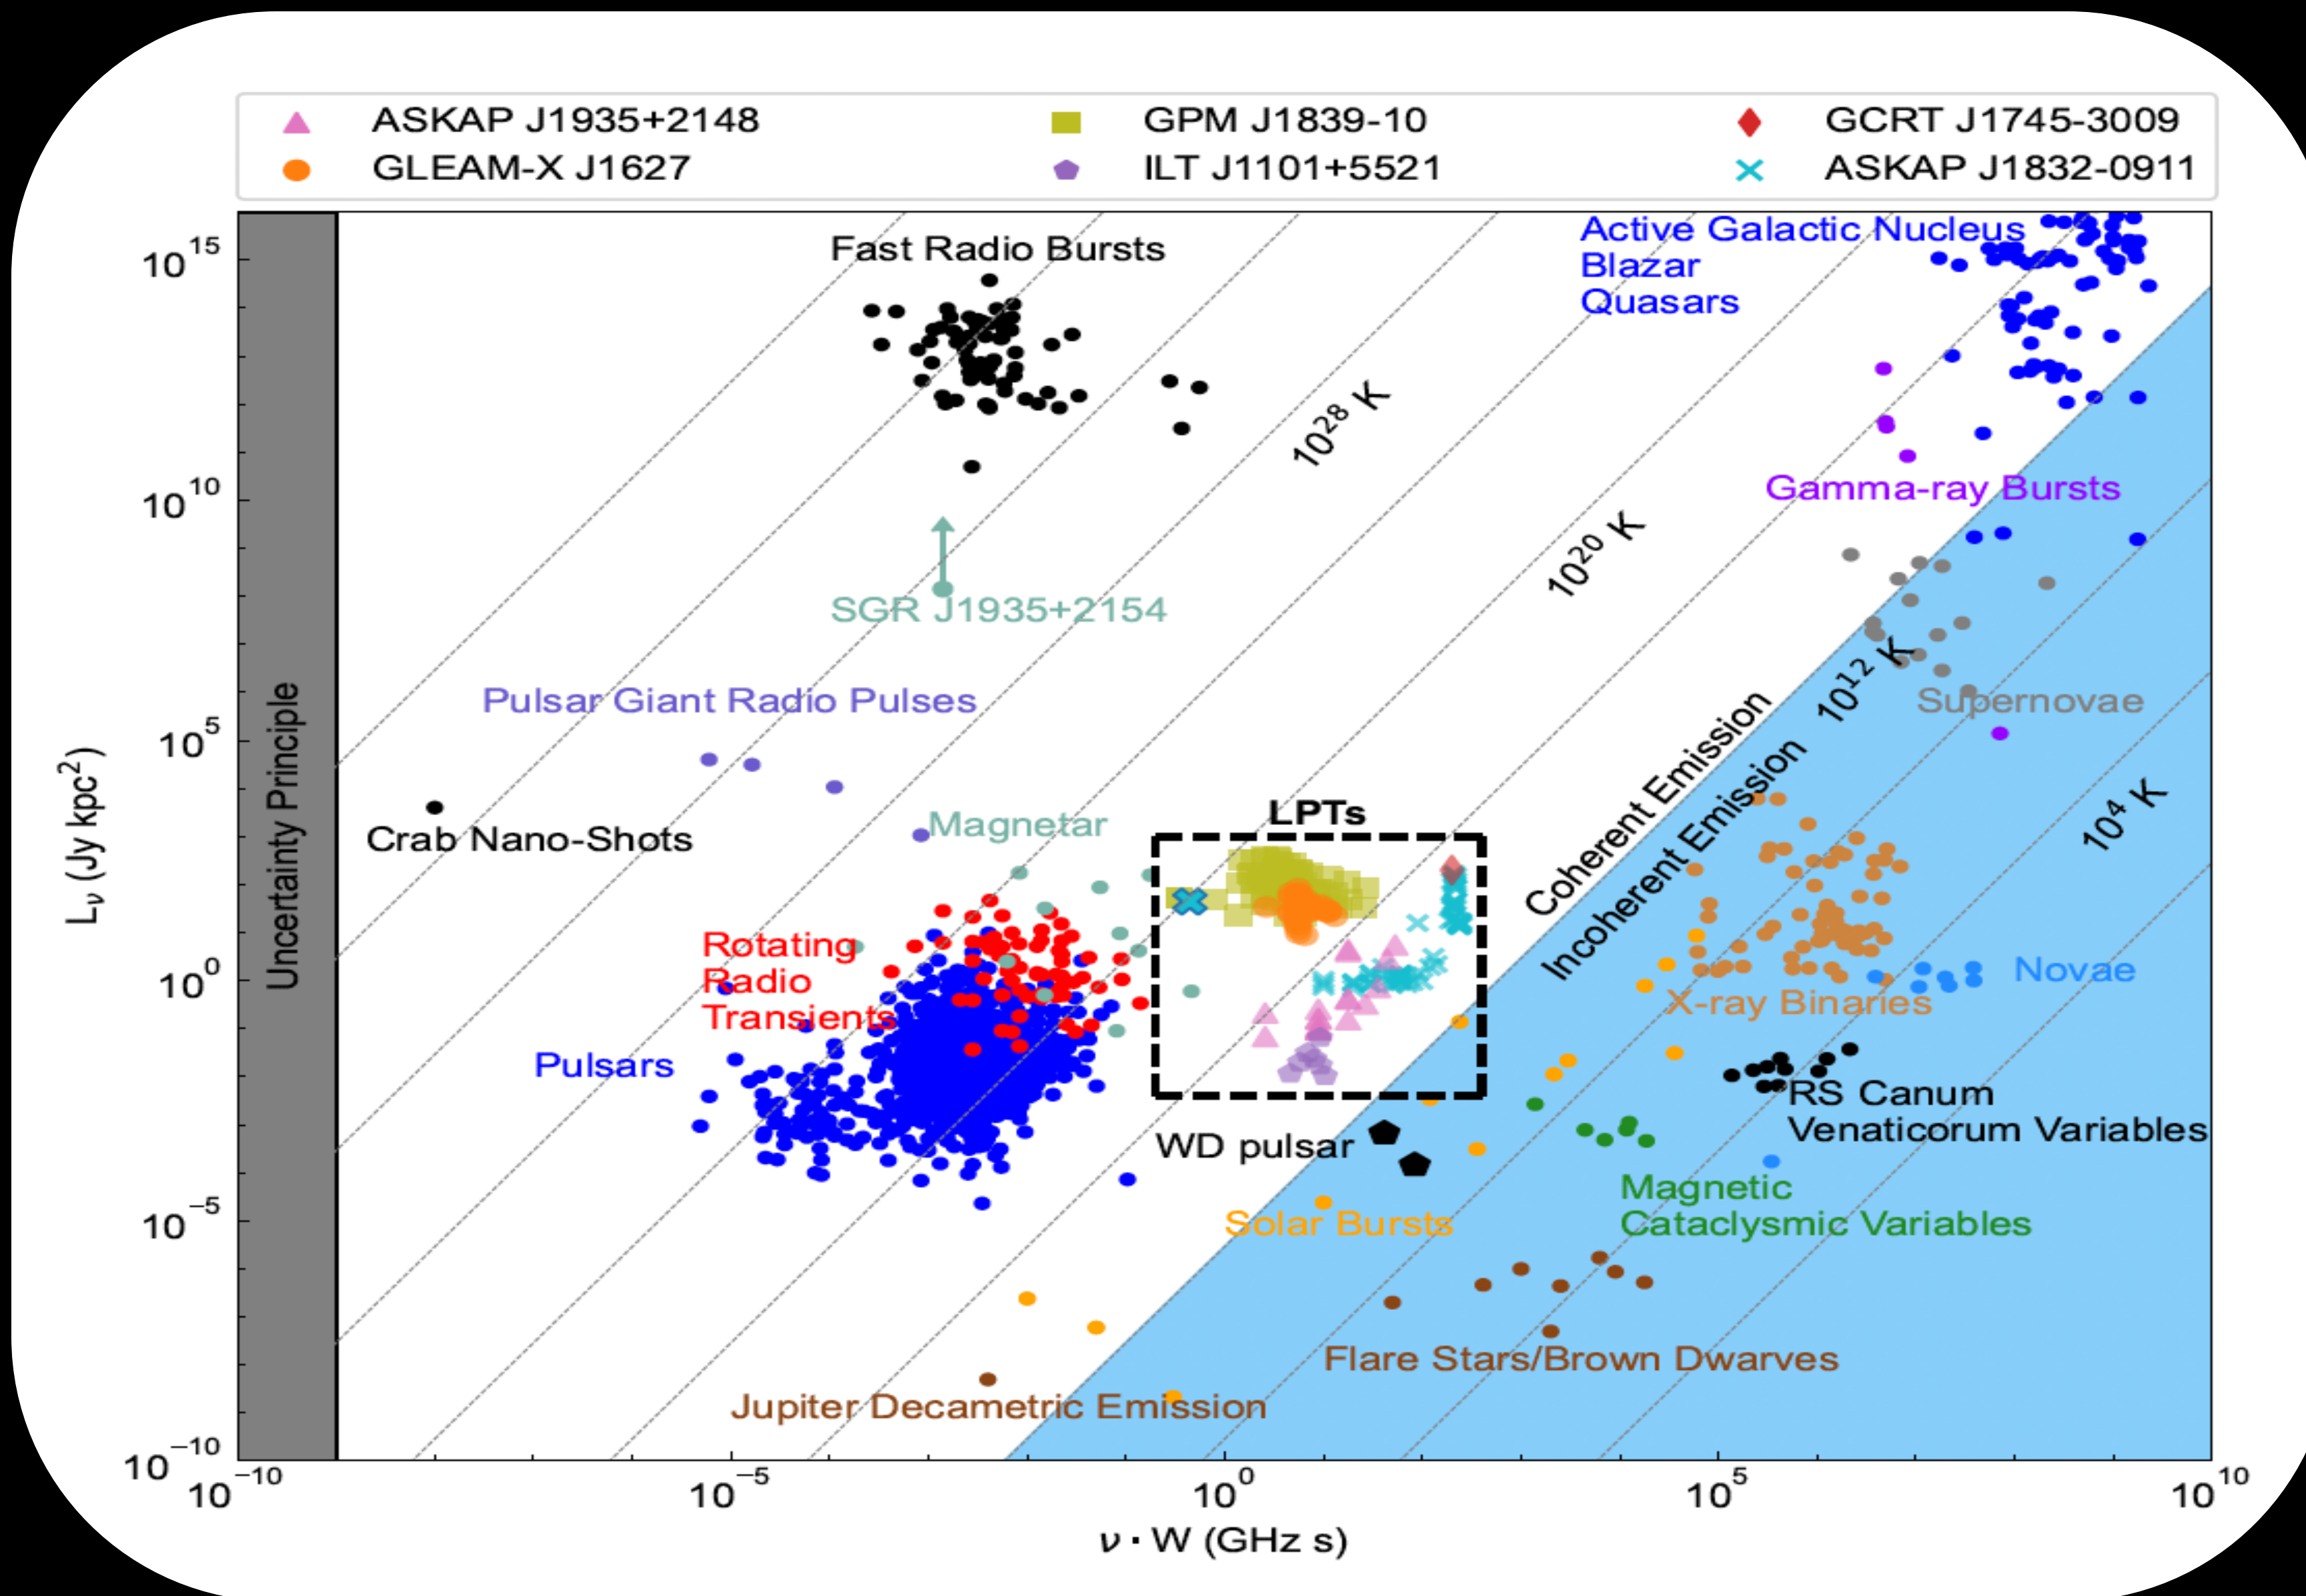 ASKAP J1935+2148
GPM J1839-10
GCRT J1745-3009
GLEAM-X J1627
ILT J1101+5521
ASKAP J1832-0911
Active Galactic Nucleus
Blazar
Quasars
Fast Radio Bursts
10^15
10^28 K
10^10
Gamma-ray Bursts
10^20 K
SGR J1935+2154
10^12 K
Pulsar Giant Radio Pulses
Supernovae
10^5
Uncertainty Principle
Coherent Emission
Incoherent Emission
10^4 K
LPTs
Magnetar
Crab Nano-Shots
Lν (Jy kpc²)
Rotating
Radio
Transients
10^0
Novae
X-ray Binaries
Pulsars
RS Canum
Venaticorum Variables
WD pulsar
Magnetic
Cataclysmic Variables
10^−5
Solar Bursts
Flare Stars/Brown Dwarves
Jupiter Decametric Emission
10^−10
10^−10
10^−5
10^0
10^5
10^10
ν · W (GHz s)